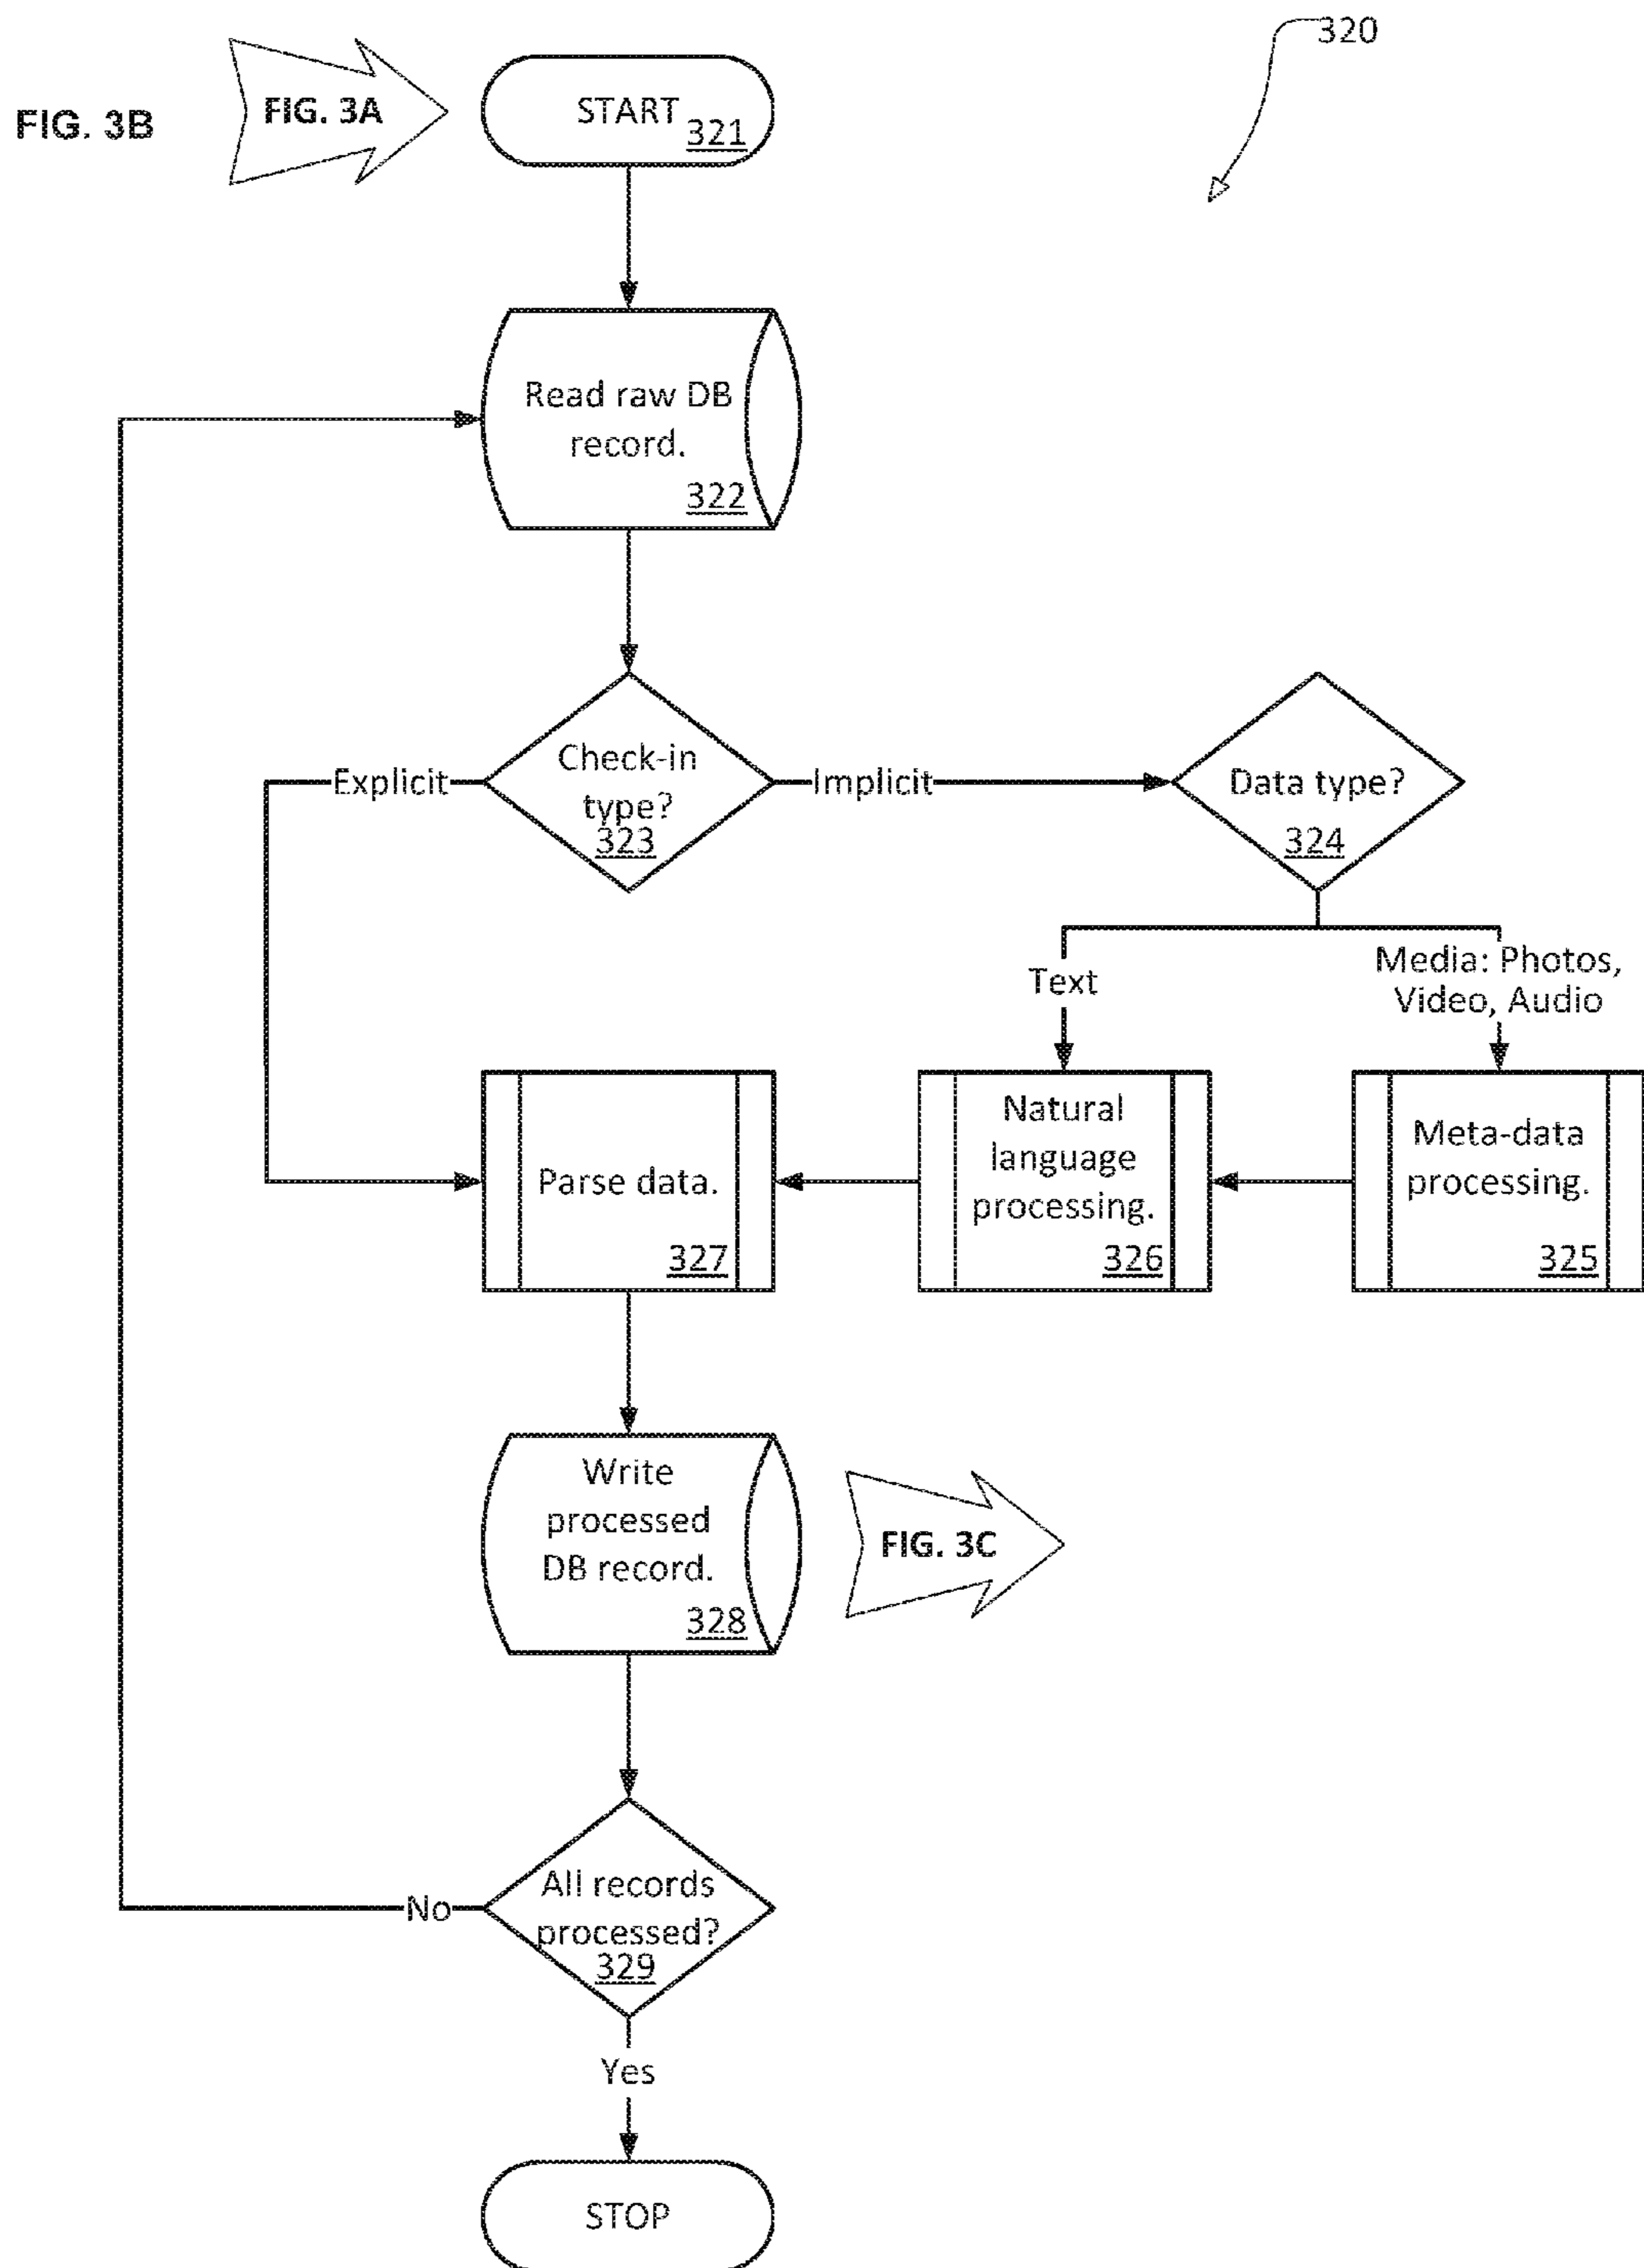 320
FIG. 3B
FIG. 3A
START
321
Read raw DB
record.
322
Check-in
type?
323
Explicit
Implicit
Data type?
324
Text
Media: Photos,
Video, Audio
Parse data.
327
Natural
language
processing.
326
Meta-data
processing.
325
Write
processed
DB record.
328
FIG. 3C
All records
processed?
329
No
Yes
STOP